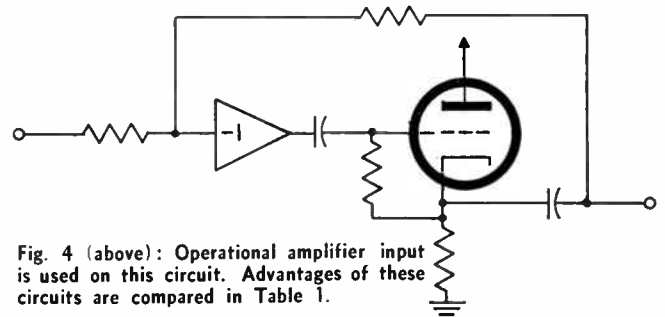 -1
Fig. 4 (above): Operational amplifier input
is used on this circuit. Advantages of these
circuits are compared in Table 1.